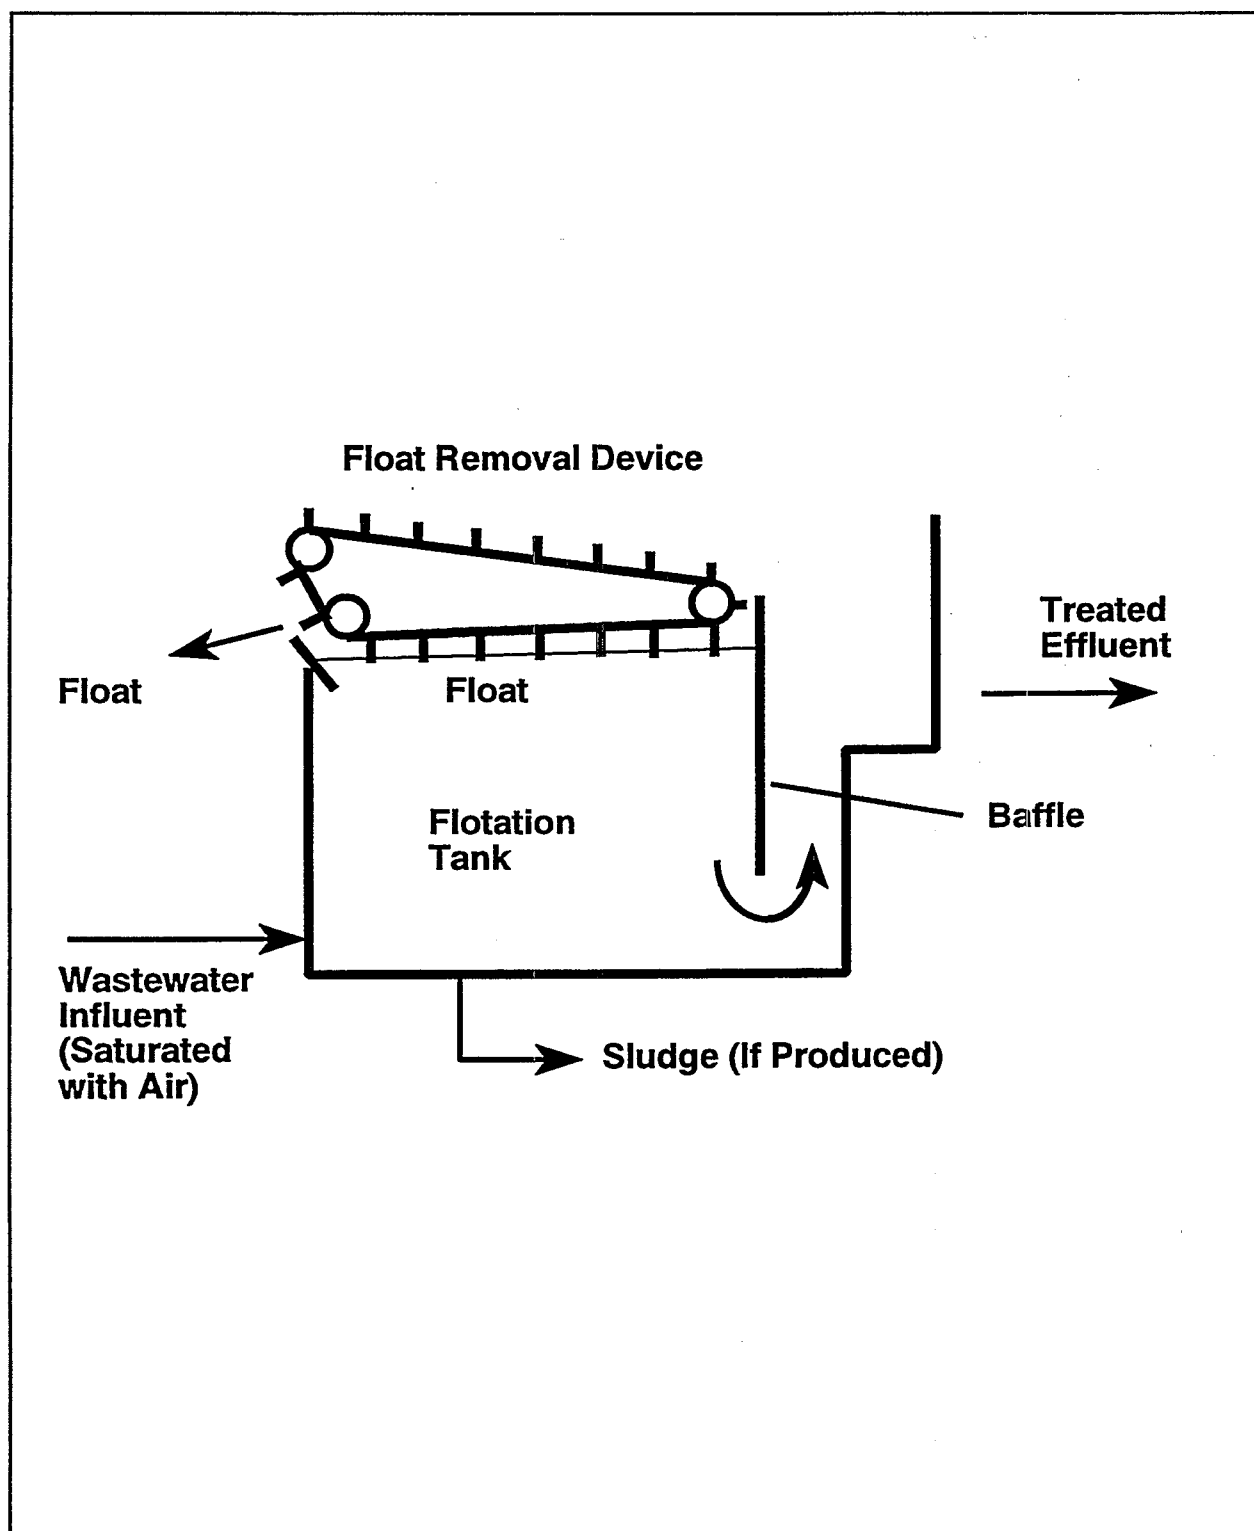 Float Removal Device
Treated
Effluent
Float
Float
Baffle
Flotation
Tank
Wastewater
Influent
(Saturated
with Air)
Sludge (If Produced)